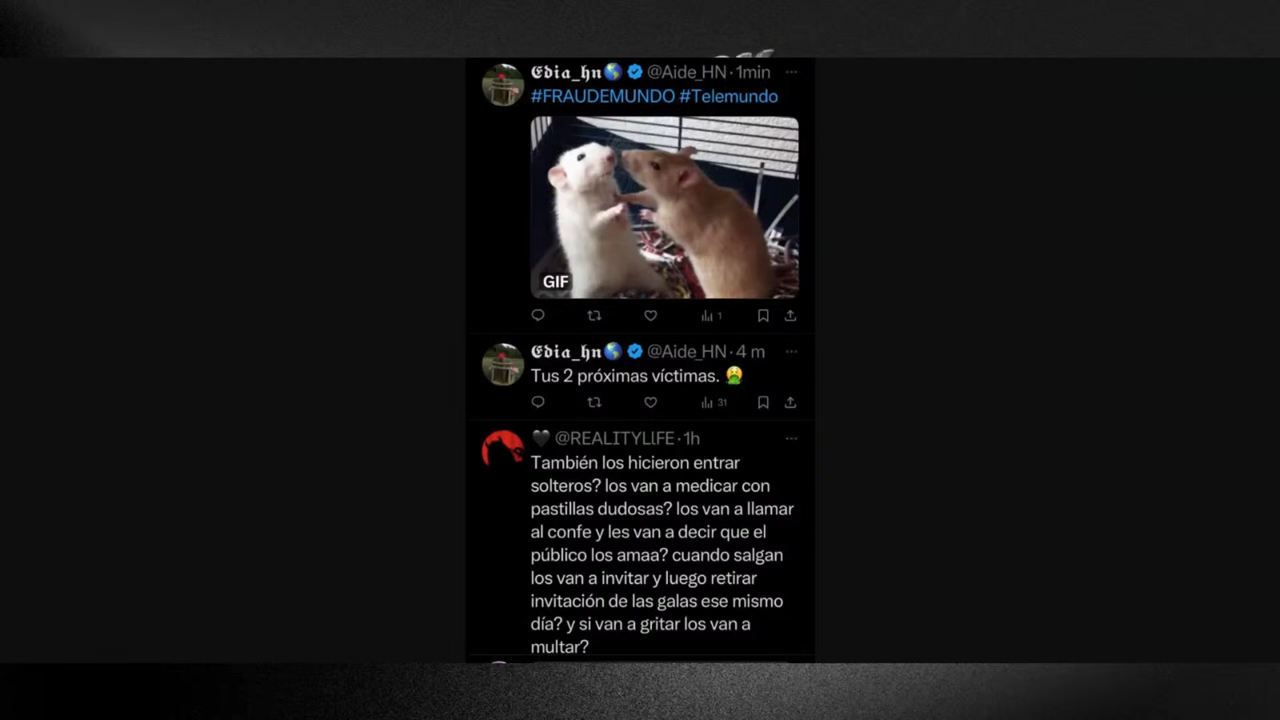 𝕰𝖉𝖎𝖆_𝖍𝖓🌎 @Aide_HN · 1min
#FRAUDEMUNDO #Telemundo
GIF
1
𝕰𝖉𝖎𝖆_𝖍𝖓🌎 @Aide_HN · 4 m
Tus 2 próximas víctimas. 🤮
31
🖤 @REALITYLlFE · 1h
También los hicieron entrar
solteros? los van a medicar con
pastillas dudosas? los van a llamar
al confe y les van a decir que el
público los amaa? cuando salgan
los van a invitar y luego retirar
invitación de las galas ese mismo
día? y si van a gritar los van a
multar?